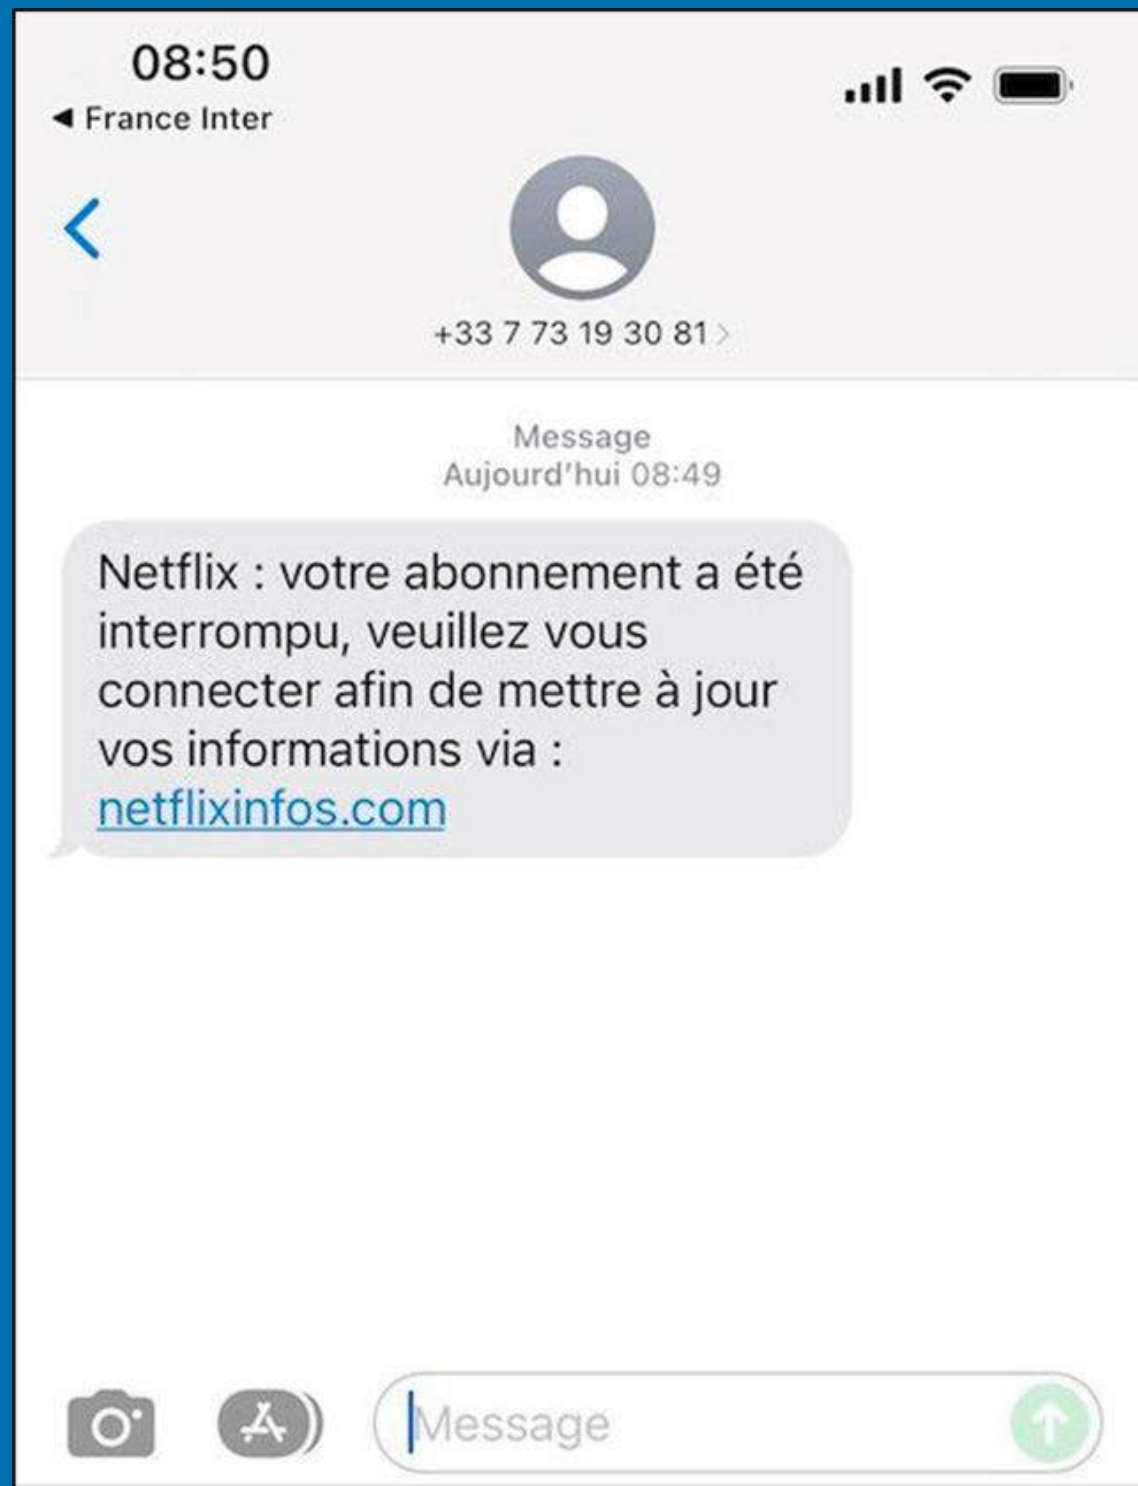 08:50
◀ France Inter
+33 7 73 19 30 81 >
Message
Aujourd'hui 08:49
Netflix : votre abonnement a été
interrompu, veuillez vous
connecter afin de mettre à jour
vos informations via :
netflixinfos.com
Message